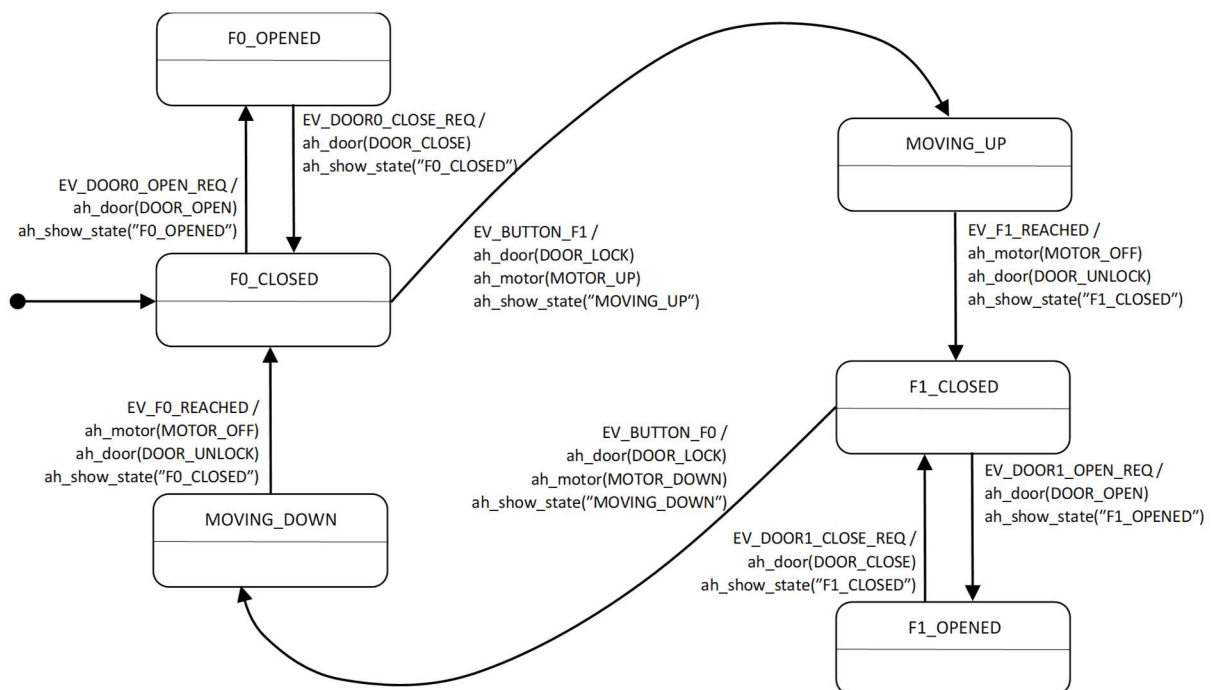 F0_OPENED
EV_DOOR0_CLOSE_REQ /
ah_door(DOOR_CLOSE)
ah_show_state(”F0_CLOSED”)
EV_DOOR0_OPEN_REQ /
ah_door(DOOR_OPEN)
ah_show_state(”F0_OPENED”)
F0_CLOSED
EV_BUTTON_F1 /
ah_door(DOOR_LOCK)
ah_motor(MOTOR_UP)
ah_show_state(”MOVING_UP”)
MOVING_UP
EV_F1_REACHED /
ah_motor(MOTOR_OFF)
ah_door(DOOR_UNLOCK)
ah_show_state(”F1_CLOSED”)
F1_CLOSED
EV_F0_REACHED /
ah_motor(MOTOR_OFF)
ah_door(DOOR_UNLOCK)
ah_show_state(”F0_CLOSED”)
MOVING_DOWN
EV_BUTTON_F0 /
ah_door(DOOR_LOCK)
ah_motor(MOTOR_DOWN)
ah_show_state(”MOVING_DOWN”)
EV_DOOR1_OPEN_REQ /
ah_door(DOOR_OPEN)
ah_show_state(”F1_OPENED”)
EV_DOOR1_CLOSE_REQ /
ah_door(DOOR_CLOSE)
ah_show_state(”F1_CLOSED”)
F1_OPENED